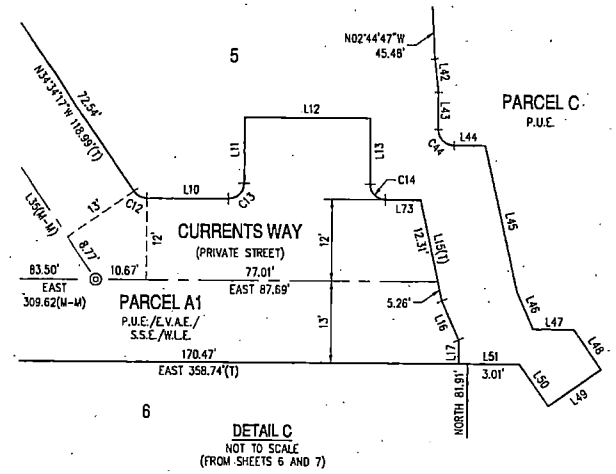 N02°44'47"W
45.48'
5
L42
72.54'
N34°34'17"W 118.99'(T)
PARCEL C
P.U.E.
L12
L43
L11
L13
C44
L44
C14
L35(M-M)
13'
C12
L10
C13
L73
L45
CURRENTS WAY
(PRIVATE STREET)
8.77'
12'
12'
L15(T)
12.31'
83.50'
10.67'
77.01'
EAST
309.62(M-M)
EAST 87.69'
5.26'
L46
PARCEL A1
P.U.E./E.V.A.E./
S.S.E./W.L.E.
13'
L16
L47
L17
L48
170.47'
EAST 358.74'(T)
L51
3.01'
L50
L49
NORTH 81.91'
6
DETAIL C
NOT TO SCALE
(FROM SHEETS 6 AND 7)